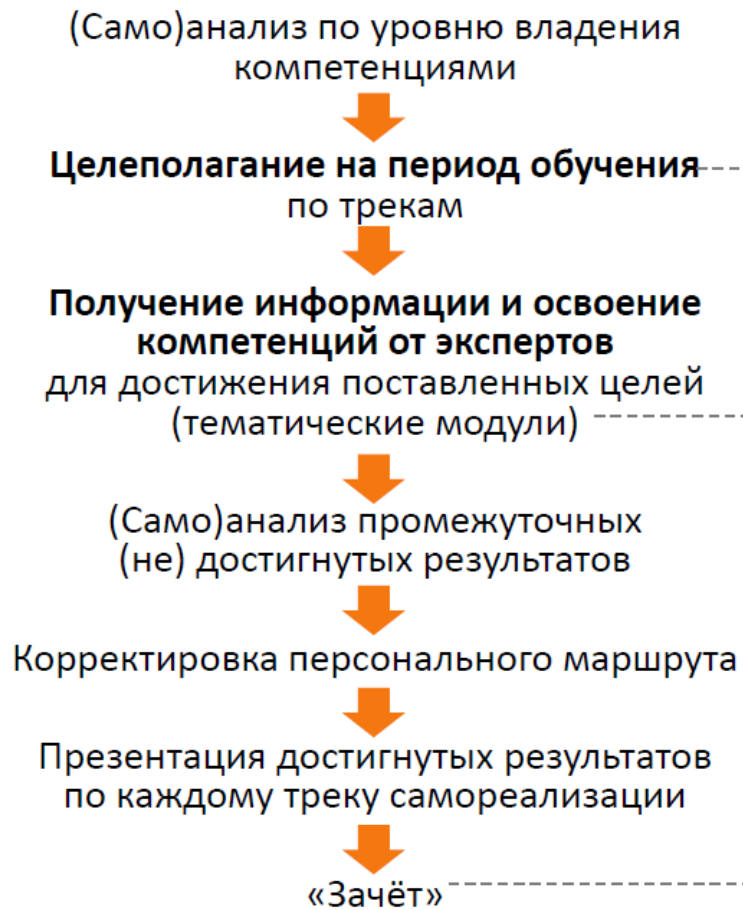 (Само)анализ по уровню владения
компетенциями
Целеполагание на период обучения
по трекам
Получение информации и освоение
компетенций от экспертов
для достижения поставленных целей
(тематические модули)
(Само)анализ промежуточных
(не) достигнутых результатов
Корректировка персонального маршрута
Презентация достигнутых результатов
по каждому треку самореализации
«Зачёт»